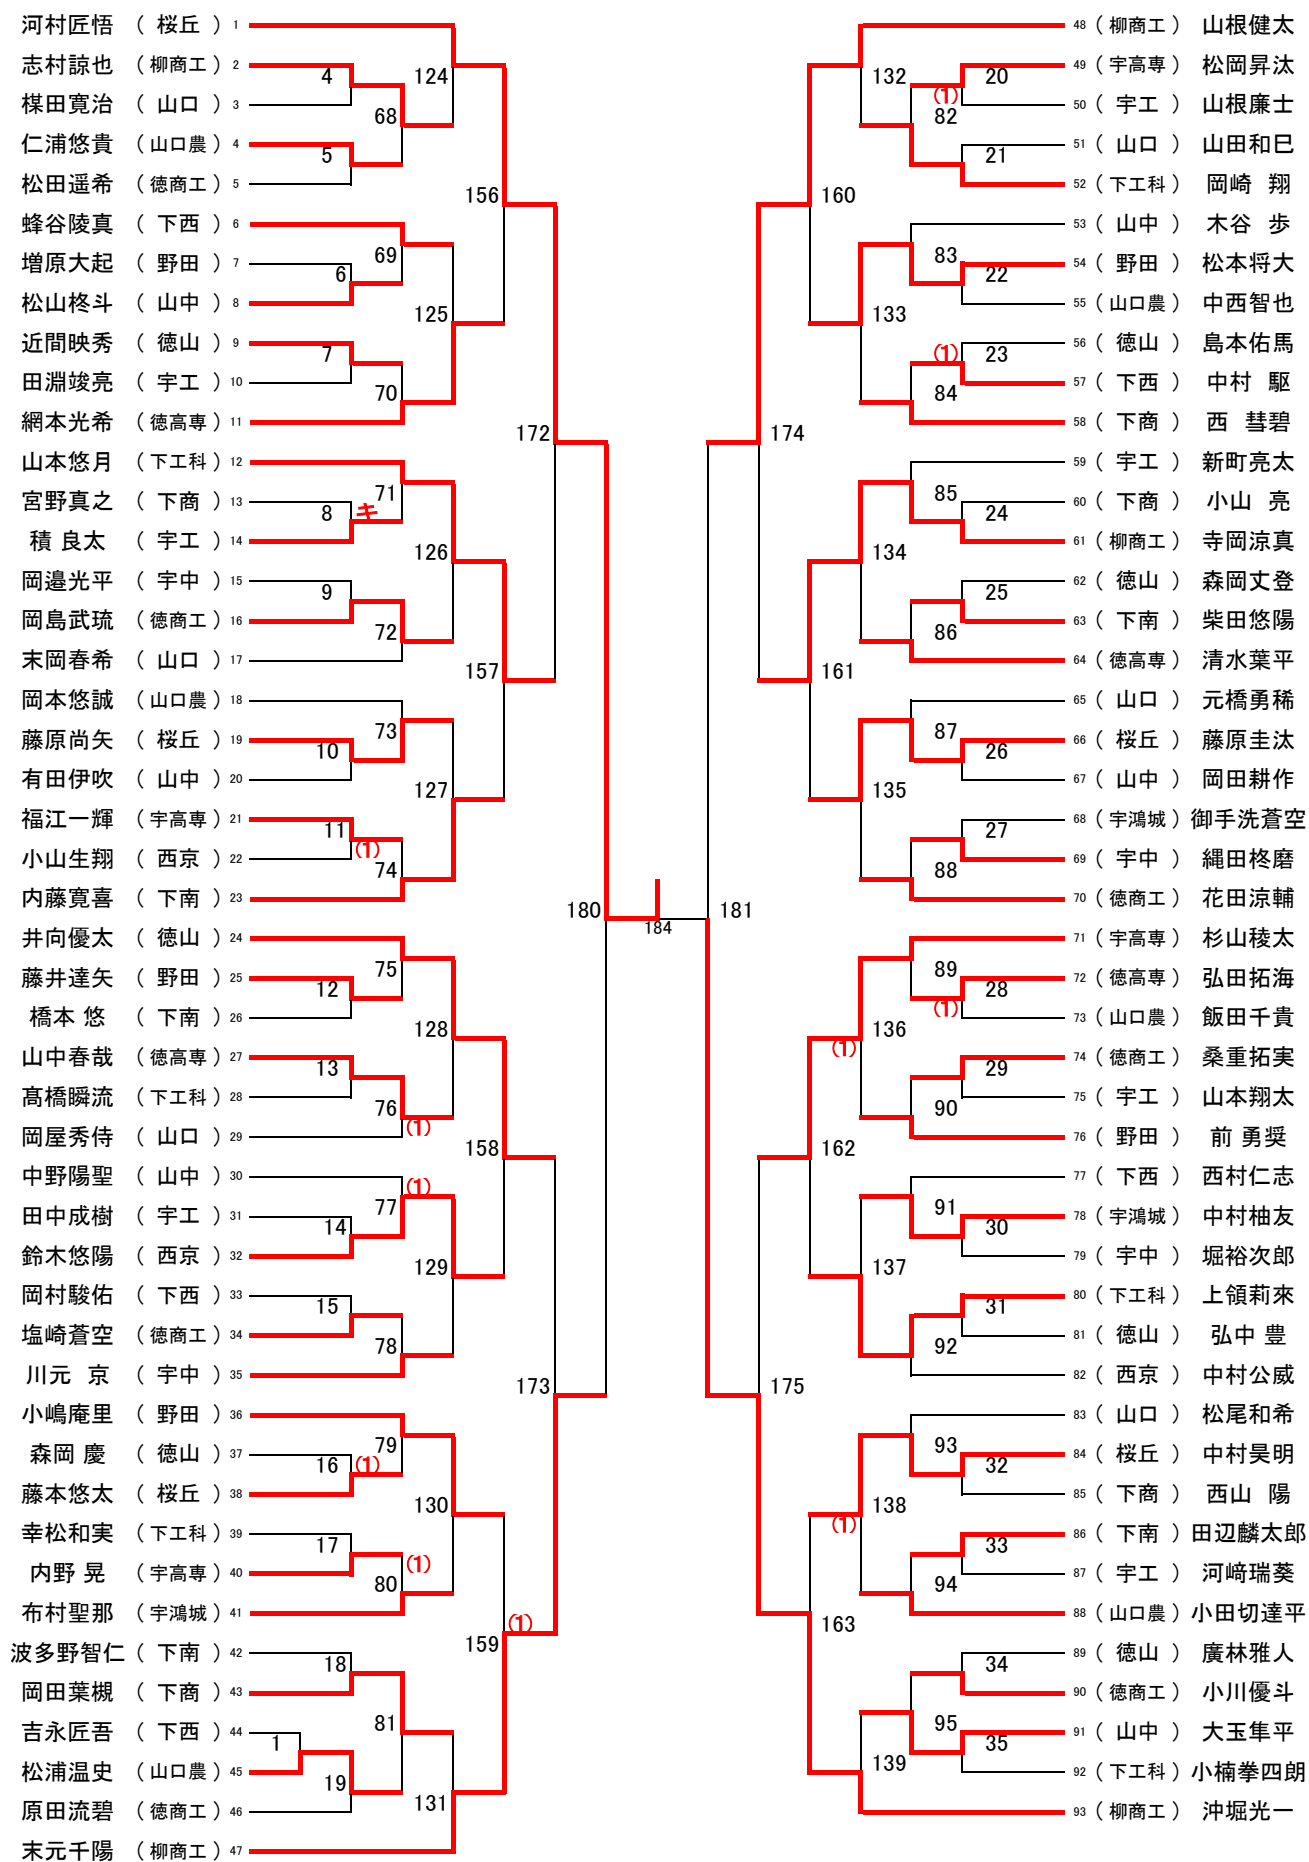 河村匠悟 （ 桜丘 ） 1
志村諒也 （ 柳商工 ） 2
楳田寛治 （ 山口 ） 3
仁浦悠貴 （ 山口農 ） 4
松田遥希 （ 徳商工 ） 5
蜂谷陵真 （ 下西 ） 6
増原大起 （ 野田 ） 7
松山柊斗 （ 山中 ） 8
近間映秀 （ 徳山 ） 9
田淵竣亮 （ 宇工 ） 10
網本光希 （ 徳高専 ） 11
山本悠月 （ 下工科 ） 12
宮野真之 （ 下商 ） 13
積 良太 （ 宇工 ） 14
岡邉光平 （ 宇中 ） 15
岡島武琉 （ 徳商工 ） 16
末岡春希 （ 山口 ） 17
岡本悠誠 （ 山口農 ） 18
藤原尚矢 （ 桜丘 ） 19
有田伊吹 （ 山中 ） 20
福江一輝 （ 宇高専 ） 21
小山生翔 （ 西京 ） 22
内藤寛喜 （ 下南 ） 23
井向優太 （ 徳山 ） 24
藤井達矢 （ 野田 ） 25
橋本 悠 （ 下南 ） 26
山中春哉 （ 徳高専 ） 27
髙橋瞬流 （ 下工科 ） 28
岡屋秀侍 （ 山口 ） 29
中野陽聖 （ 山中 ） 30
田中成樹 （ 宇工 ） 31
鈴木悠陽 （ 西京 ） 32
岡村駿佑 （ 下西 ） 33
塩崎蒼空 （ 徳商工 ） 34
川元 京 （ 宇中 ） 35
小嶋庵里 （ 野田 ） 36
森岡 慶 （ 徳山 ） 37
藤本悠太 （ 桜丘 ） 38
幸松和実 （ 下工科 ） 39
内野 晃 （ 宇高専 ） 40
布村聖那 （ 宇鴻城 ） 41
波多野智仁 （ 下南 ） 42
岡田葉槻 （ 下商 ） 43
吉永匠吾 （ 下西 ） 44
松浦温史 （ 山口農 ） 45
原田流碧 （ 徳商工 ） 46
末元千陽 （ 柳商工 ） 47
1
4
5
6
7
8 キ
9
10
11 (1)
12
13
14
15
16 (1)
17 (1)
18
19
68
69
70
71
72
73
74
75
76 (1)
77 (1)
78
79
80
81
124
125
126
127
128
129
130
131
156
157
158
159 (1)
172
173
180
184
181
174
175
160
161
162
163
132
133
134
135
136 (1)
137
138 (1)
139
82 (1)
83
84 (1)
85
86
87
88
89 (1)
90
91
92
93
94
95
20
21
22
23
24
25
26
27
28
29
30
31
32
33
34
35
48 （ 柳商工 ） 山根健太
49 （ 宇高専 ） 松岡昇汰
50 （ 宇工 ） 山根廉士
51 （ 山口 ） 山田和巳
52 （ 下工科 ） 岡崎 翔
53 （ 山中 ） 木谷 歩
54 （ 野田 ） 松本将大
55 （ 山口農 ） 中西智也
56 （ 徳山 ） 島本佑馬
57 （ 下西 ） 中村 駆
58 （ 下商 ） 西 彗碧
59 （ 宇工 ） 新町亮太
60 （ 下商 ） 小山 亮
61 （ 柳商工 ） 寺岡涼真
62 （ 徳山 ） 森岡丈登
63 （ 下南 ） 柴田悠陽
64 （ 徳高専 ） 清水葉平
65 （ 山口 ） 元橋勇稀
66 （ 桜丘 ） 藤原圭汰
67 （ 山中 ） 岡田耕作
68 （ 宇鴻城 ） 御手洗蒼空
69 （ 宇中 ） 縄田柊磨
70 （ 徳商工 ） 花田涼輔
71 （ 宇高専 ） 杉山稜太
72 （ 徳高専 ） 弘田拓海
73 （ 山口農 ） 飯田千貴
74 （ 徳商工 ） 桑重拓実
75 （ 宇工 ） 山本翔太
76 （ 野田 ） 前 勇奨
77 （ 下西 ） 西村仁志
78 （ 宇鴻城 ） 中村柚友
79 （ 宇中 ） 堀裕次郎
80 （ 下工科 ） 上領莉來
81 （ 徳山 ） 弘中 豊
82 （ 西京 ） 中村公威
83 （ 山口 ） 松尾和希
84 （ 桜丘 ） 中村昊明
85 （ 下商 ） 西山 陽
86 （ 下南 ） 田辺麟太郎
87 （ 宇工 ） 河﨑瑞葵
88 （ 山口農 ） 小田切達平
89 （ 徳山 ） 廣林雅人
90 （ 徳商工 ） 小川優斗
91 （ 山中 ） 大玉隼平
92 （ 下工科 ） 小楠拳四朗
93 （ 柳商工 ） 沖堀光一